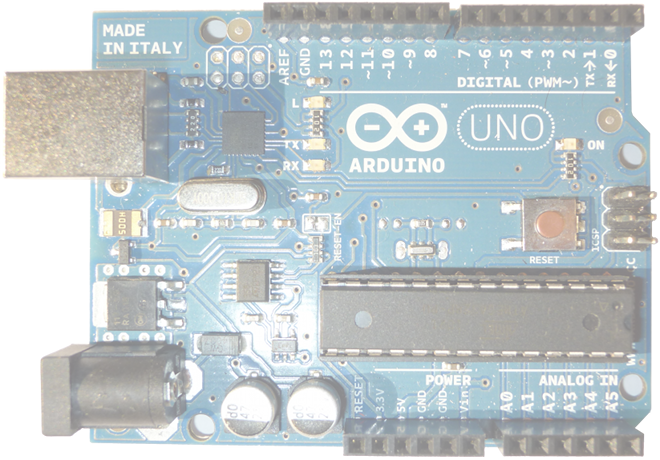 MADE
IN ITALY
AREF
GND
13
12
~11
~10
~9
8
7
~6
~5
4
~3
2
TX→1
RX←0
DIGITAL (PWM~)
L
TX
RX
™
UNO
ARDUINO
ON
RESET-EN
RESET
ICSP
POWER
ANALOG IN
RESET
3.3V
5V
GND
GND
Vin
A0
A1
A2
A3
A4
A5